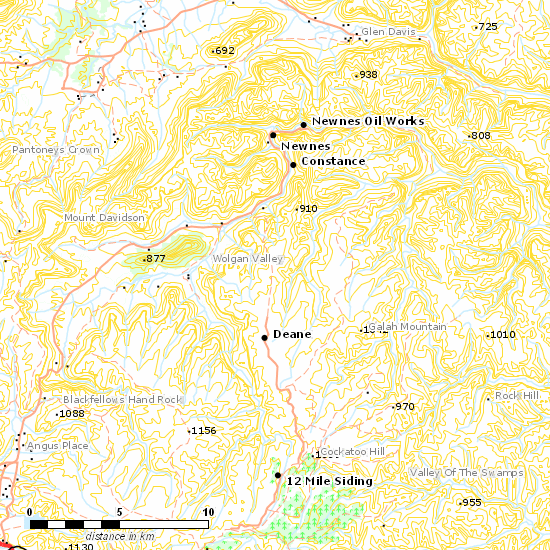 725
Glen Davis
692
938
Newnes Oil Works
808
Newnes
Pantoneys Crown
Constance
910
Mount Davidson
877
Wolgan Valley
Deane
Galah Mountain
1010
Blackfellows Hand Rock
Rock Hill
970
1088
1156
Angus Place
Cockatoo Hill
Valley Of The Swamps
12 Mile Siding
955
0 5 10
distance in km
1130